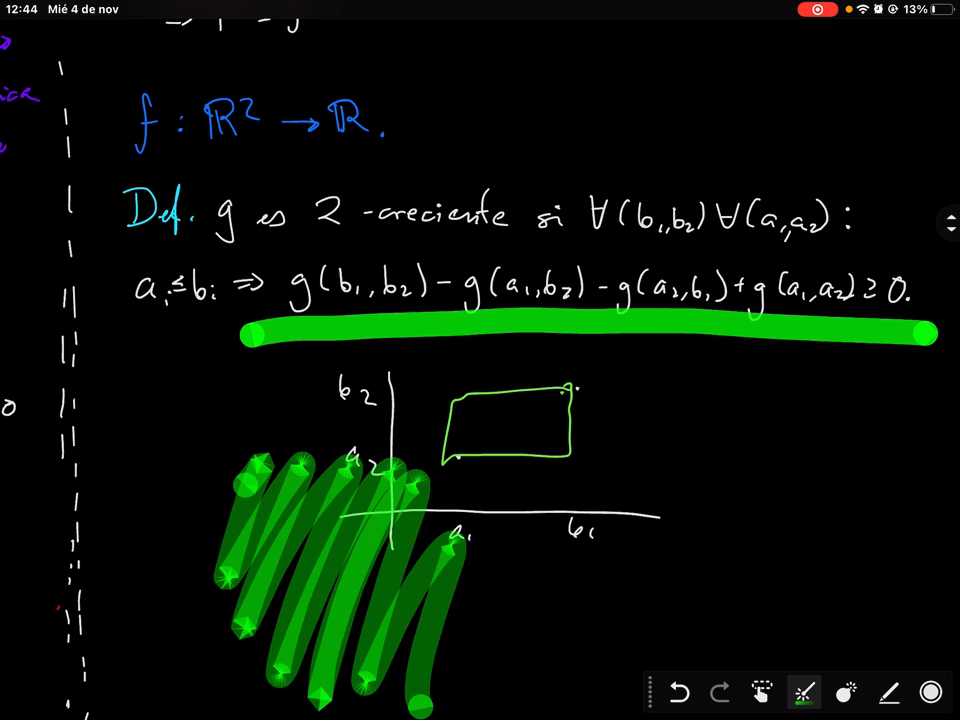 12:44 Mié 4 de nov 13%
f : ℝ² → ℝ.
Def. g es 2-creciente si ∀(b₁,b₂) ∀(a₁,a₂) :
aᵢ ≤ bᵢ ⇒ g(b₁,b₂) - g(a₁,b₂) - g(a₂,b₁) + g(a₁,a₂) ≥ 0.
b₂
a₂
a₁ b₁